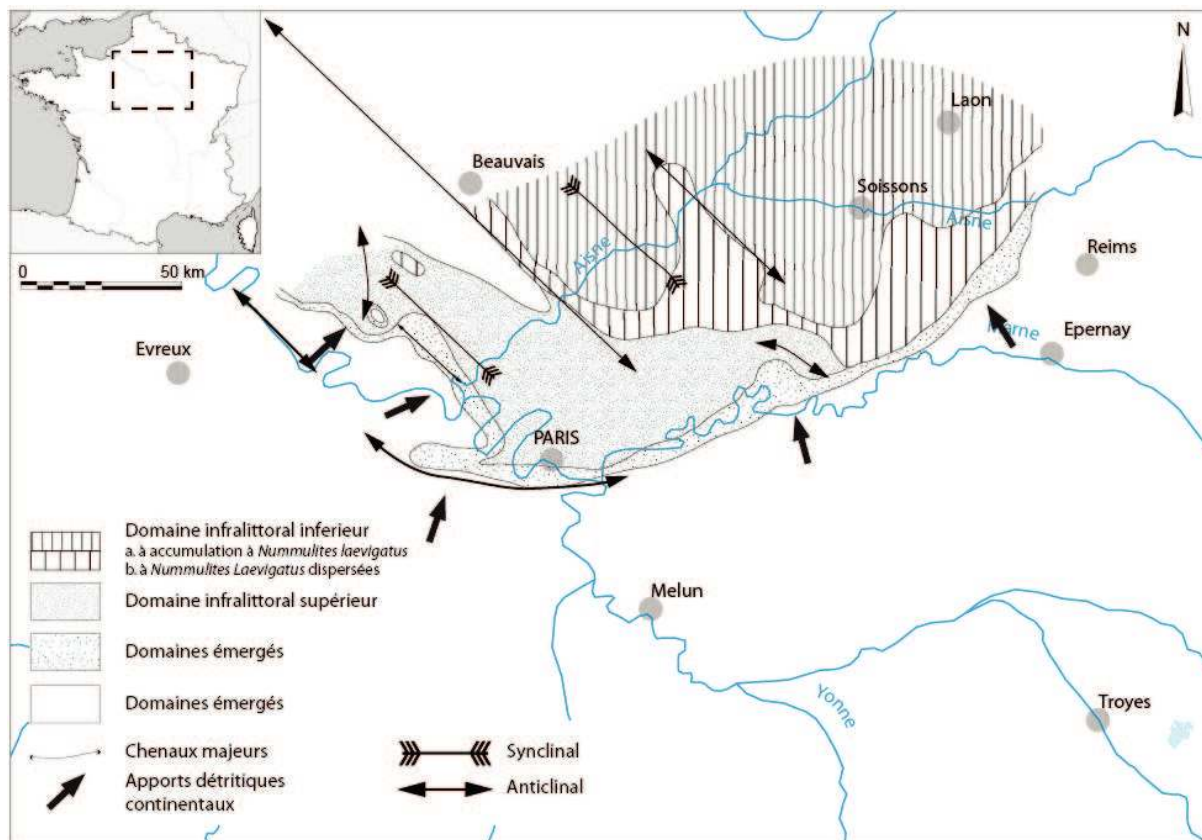 N
0
50 km
Laon
Beauvais
Soissons
Aisne
Aisne
Reims
Evreux
Marne
Epernay
PARIS
Melun
Yonne
Troyes
Domaine infralittoral inferieur
a. à accumulation à Nummulites laevigatus
b. à Nummulites Laevigatus dispersées
Domaine infralittoral supérieur
Domaines émergés
Domaines émergés
Chenaux majeurs
Apports détritiques
continentaux
Synclinal
Anticlinal